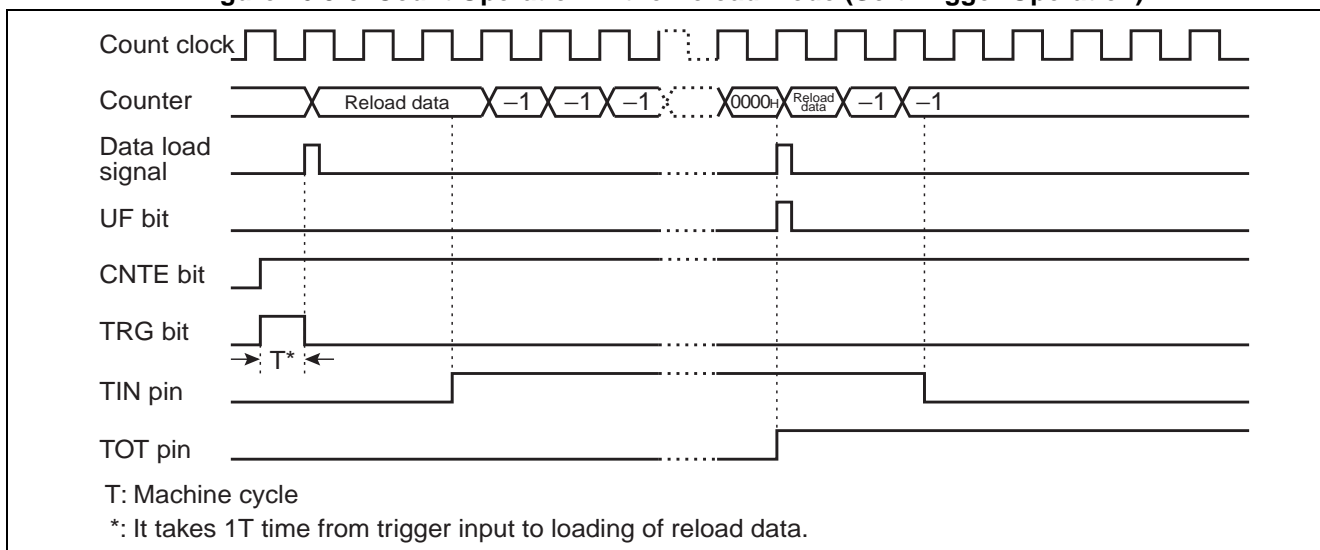 Count clock
Counter Reload data –1 –1 –1 0000H Reload data –1 –1
Data load signal
UF bit
CNTE bit
TRG bit
T*
TIN pin
TOT pin
T: Machine cycle
*: It takes 1T time from trigger input to loading of reload data.